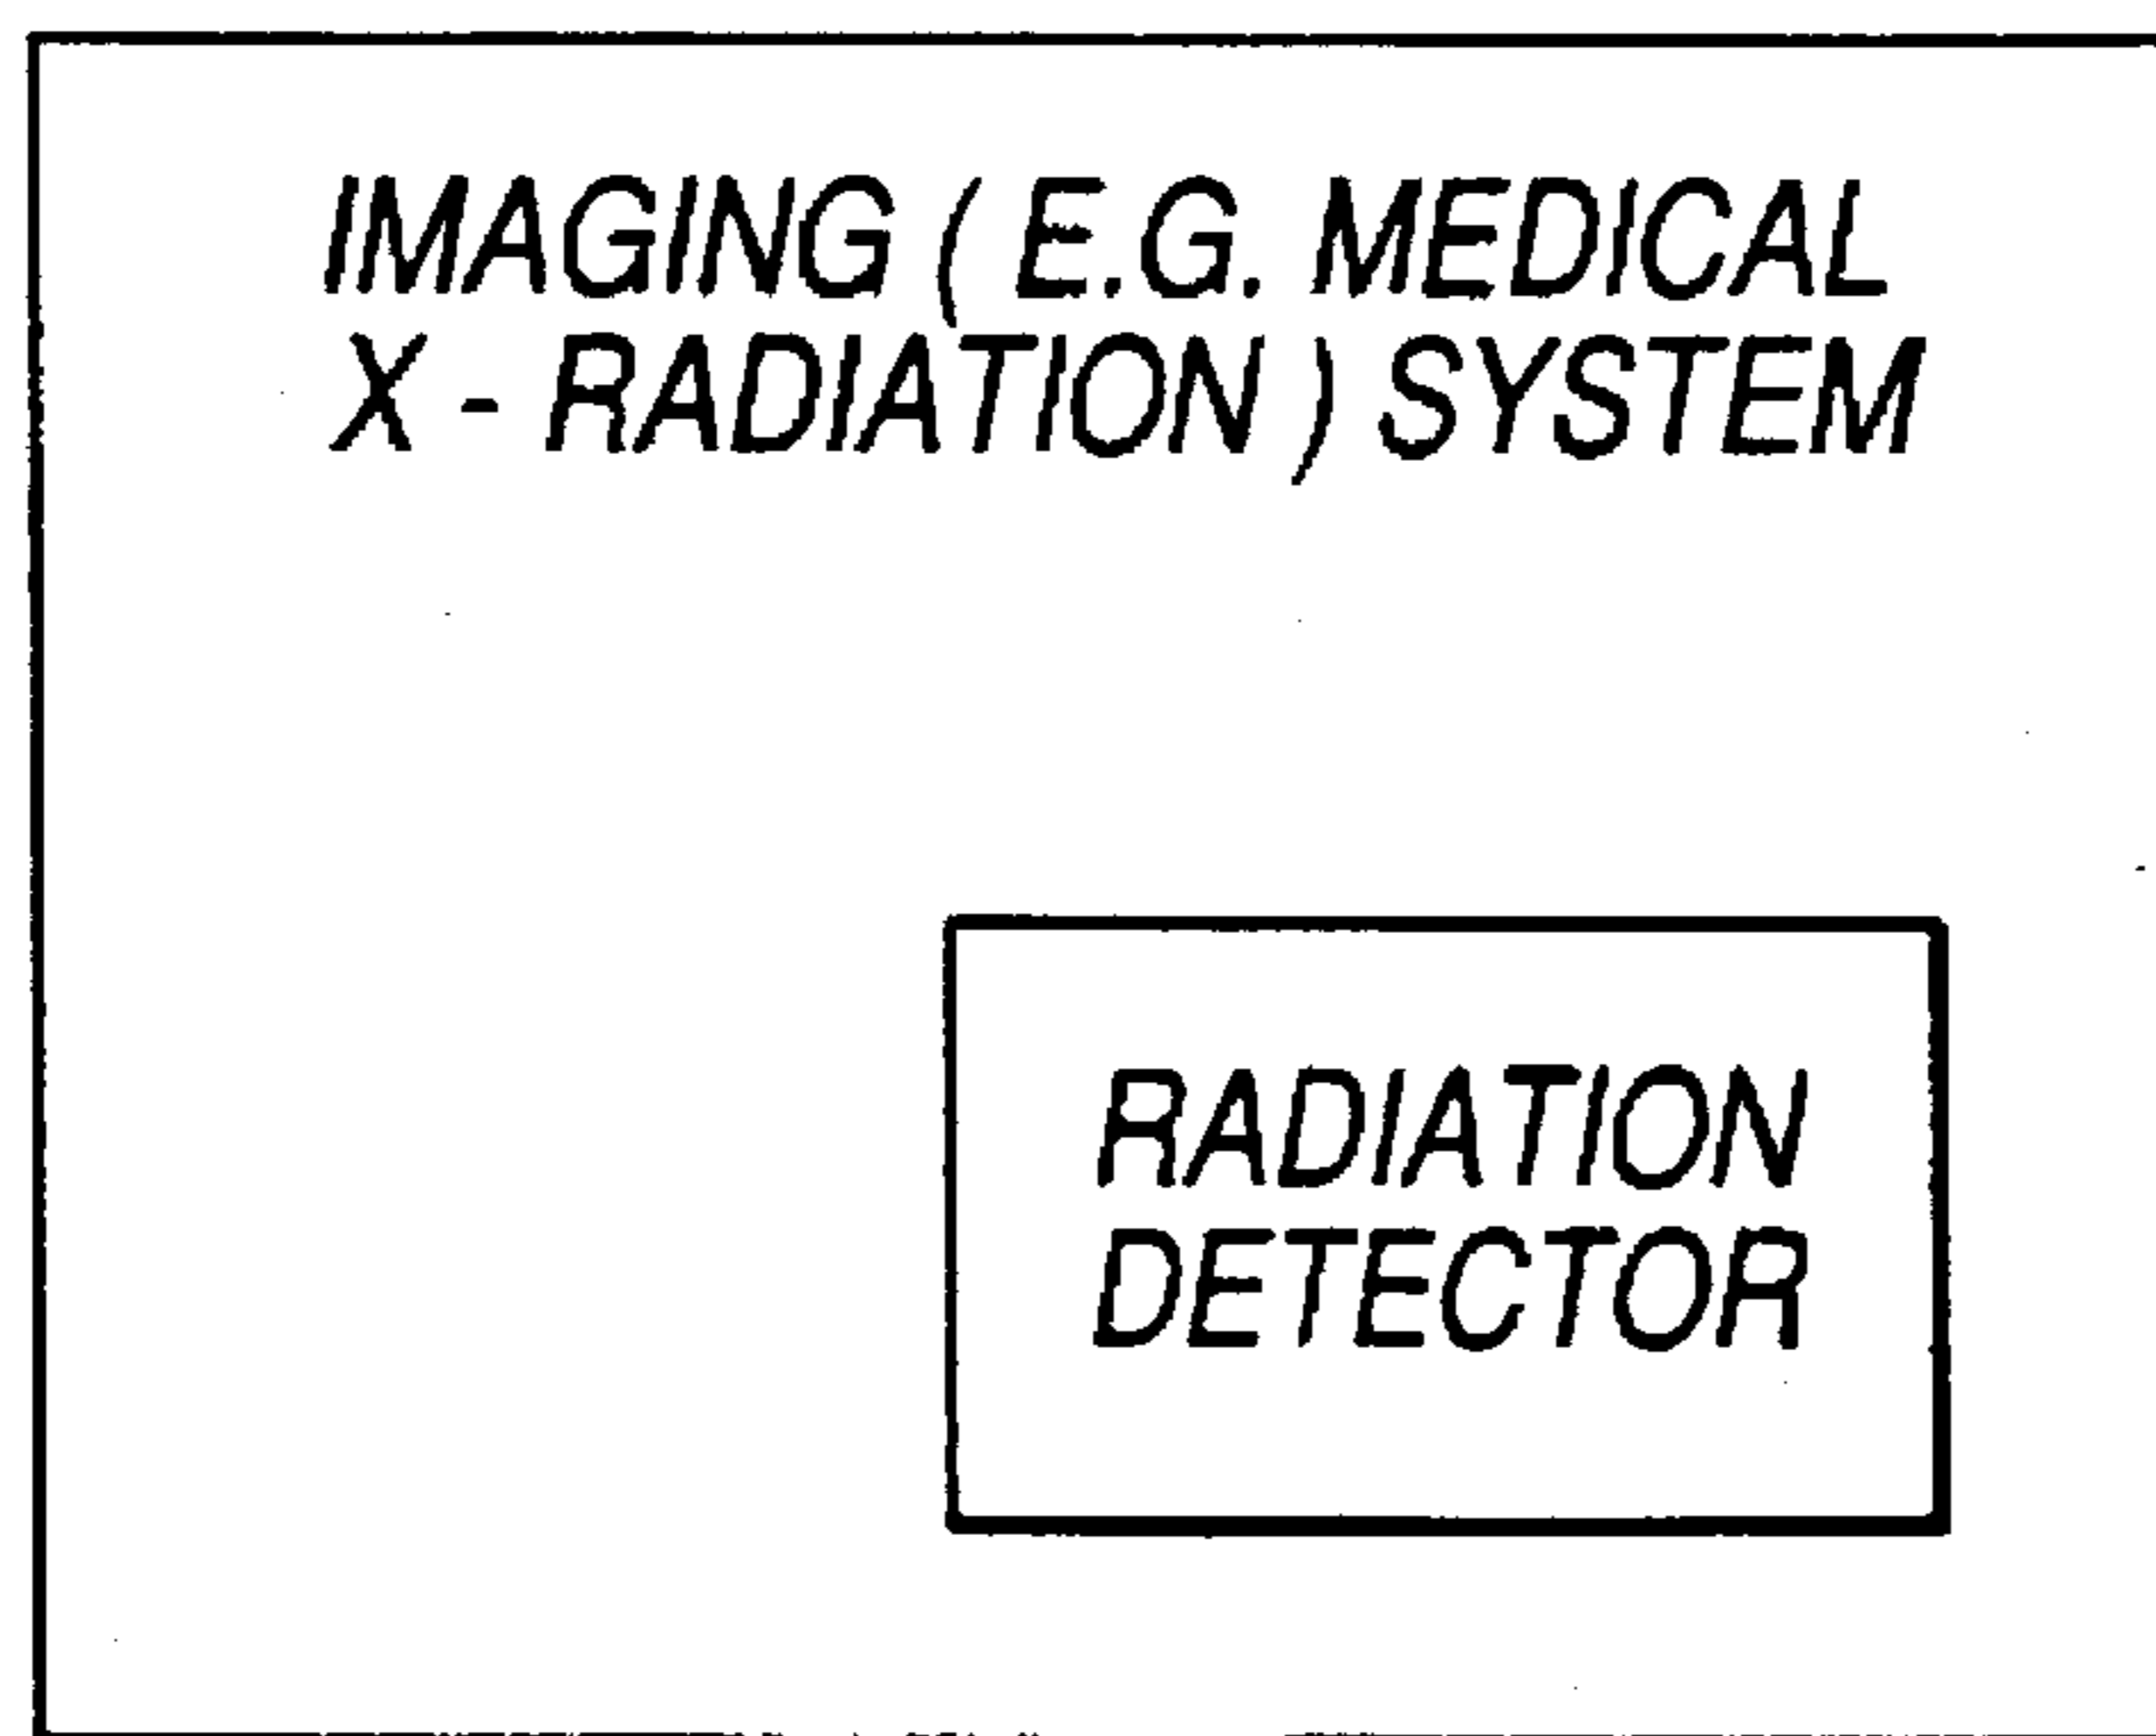 IMAGING ( E.G. MEDICAL
X - RADIATION ) SYSTEM
RADIATION
DETECTOR